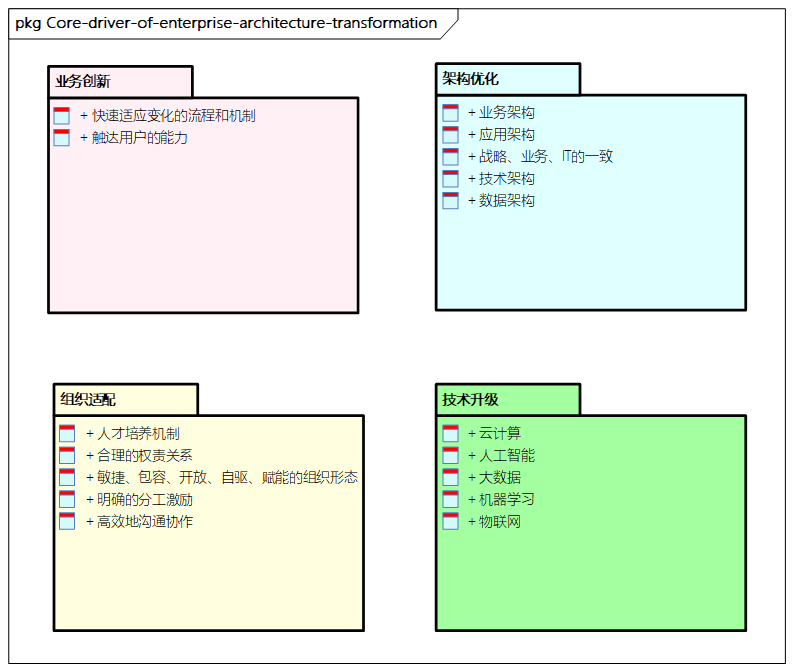 pkg Core-driver-of-enterprise-architecture-transformation
业务创新
+ 快速适应变化的流程和机制
+ 触达用户的能力
架构优化
+ 业务架构
+ 应用架构
+ 战略、业务、IT的一致
+ 技术架构
+ 数据架构
组织适配
+ 人才培养机制
+ 合理的权责关系
+ 敏捷、包容、开放、自驱、赋能的组织形态
+ 明确的分工激励
+ 高效地沟通协作
技术升级
+ 云计算
+ 人工智能
+ 大数据
+ 机器学习
+ 物联网